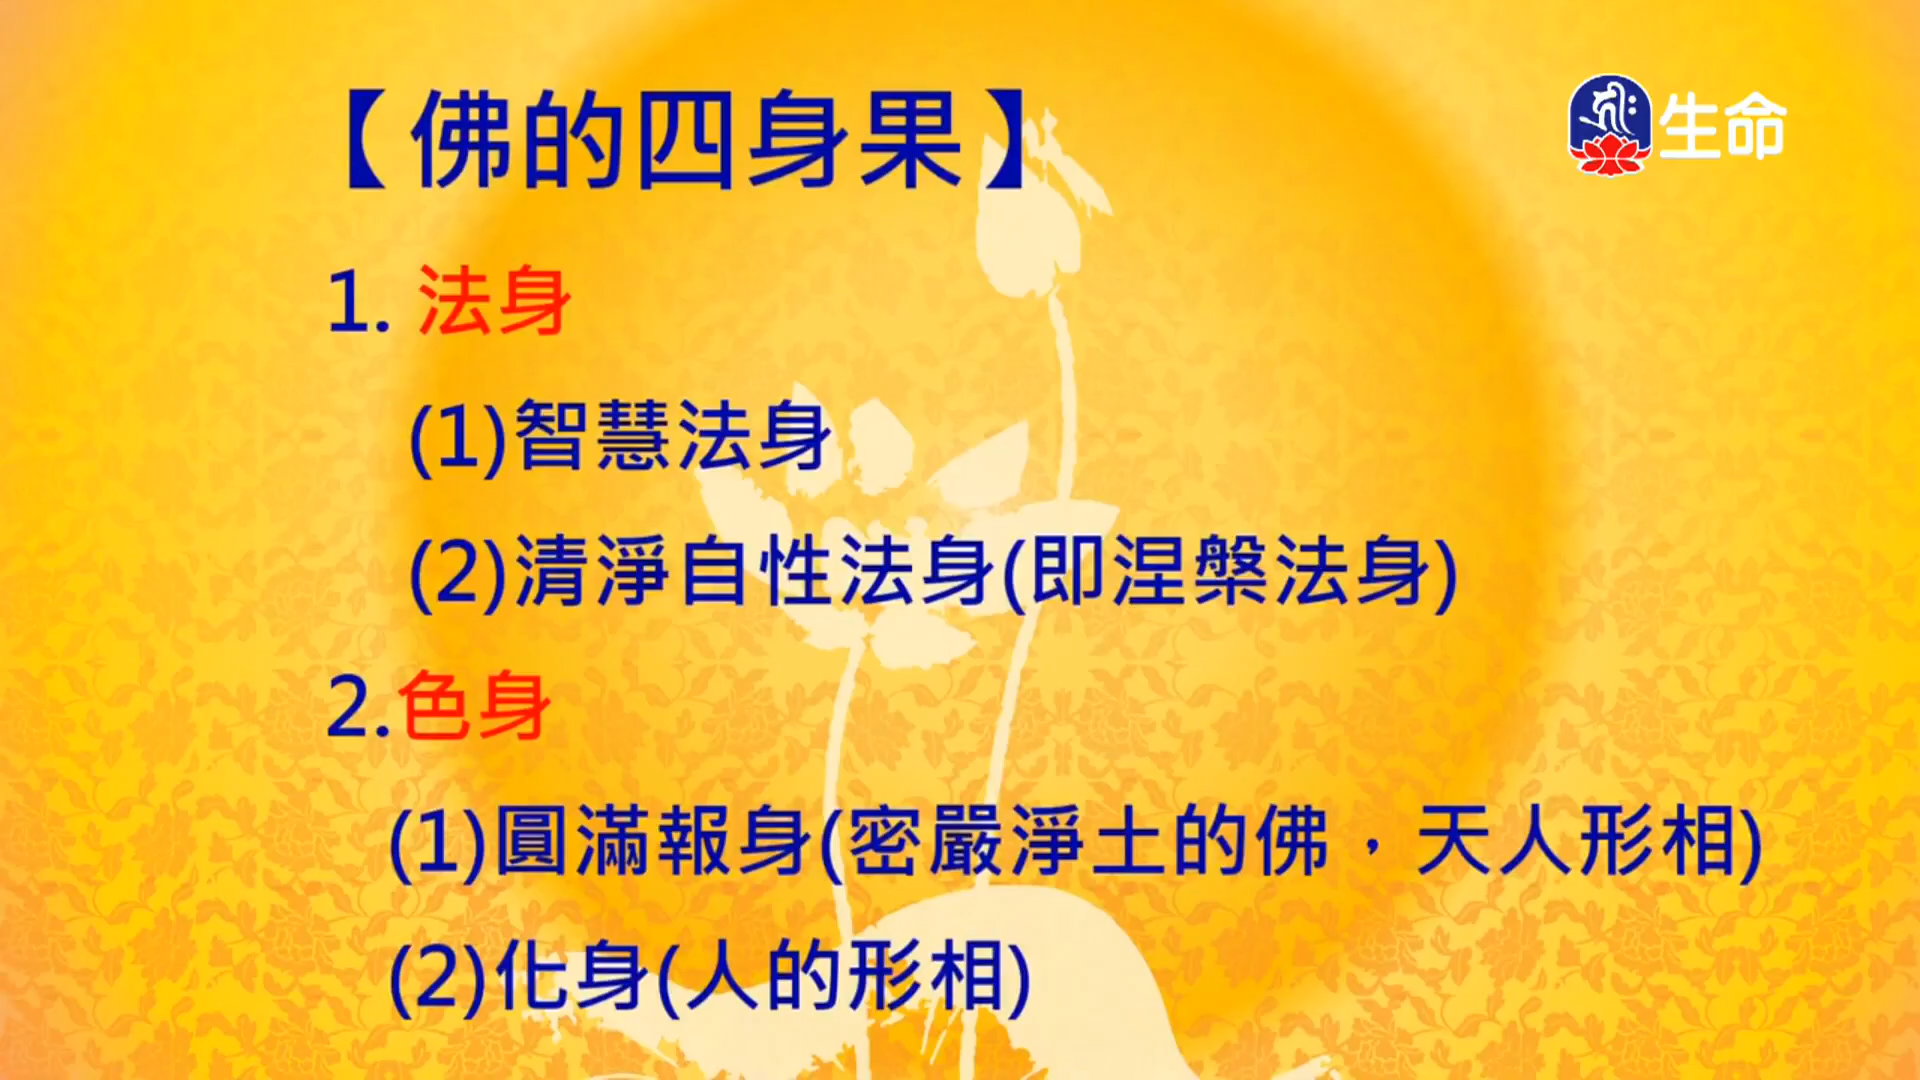 【佛的四身果】
生命
1. 法身
(1)智慧法身
(2)清淨自性法身(即涅槃法身)
2.色身
(1)圓滿報身(密嚴淨土的佛，天人形相)
(2)化身(人的形相)